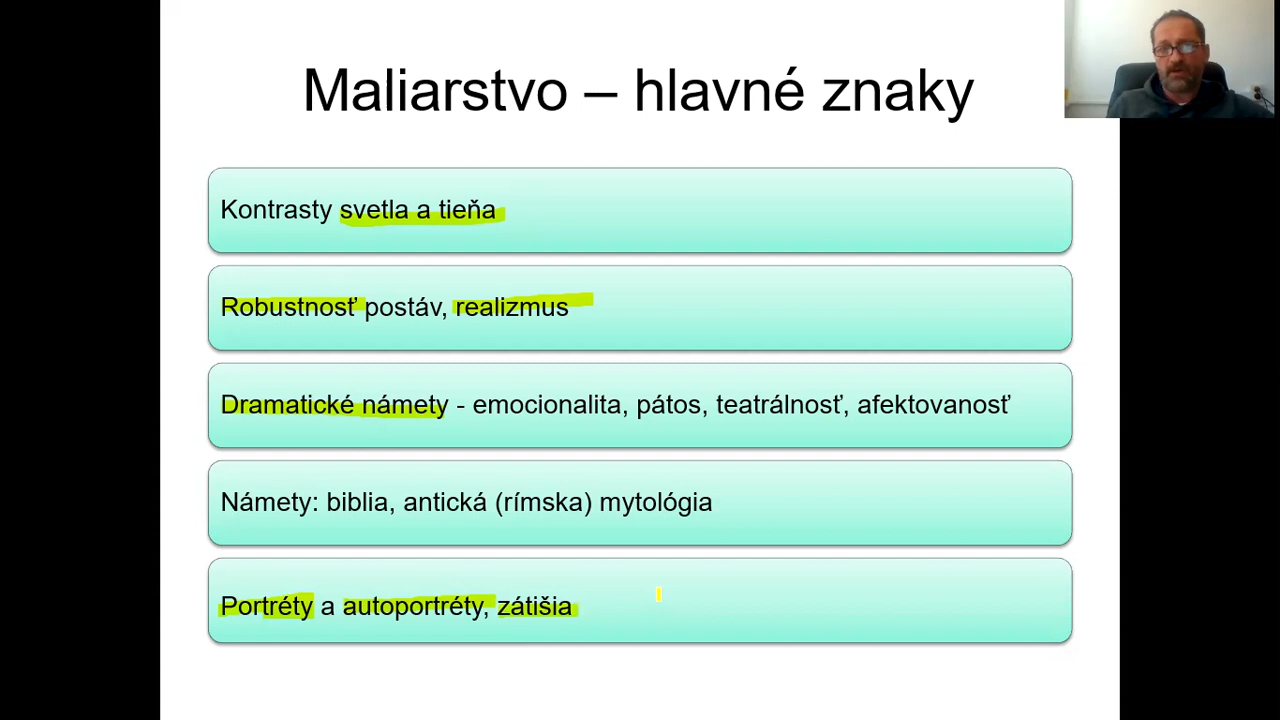 Maliarstvo – hlavné znaky
Kontrasty svetla a tieňa
Robustnosť postáv, realizmus
Dramatické námety - emocionalita, pátos, teatrálnosť, afektovanosť
Námety: biblia, antická (rímska) mytológia
Portréty a autoportréty, zátišia